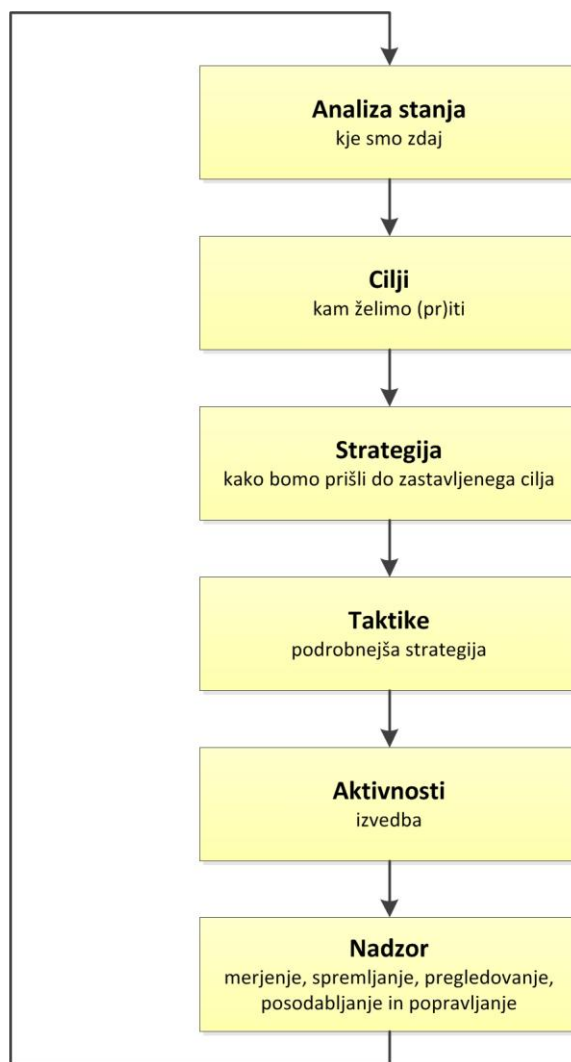 Analiza stanja
kje smo zdaj
Cilji
kam želimo (pr)iti
Strategija
kako bomo prišli do zastavljenega cilja
Taktike
podrobnejša strategija
Aktivnosti
izvedba
Nadzor
merjenje, spremljanje, pregledovanje,
posodabljanje in popravljanje